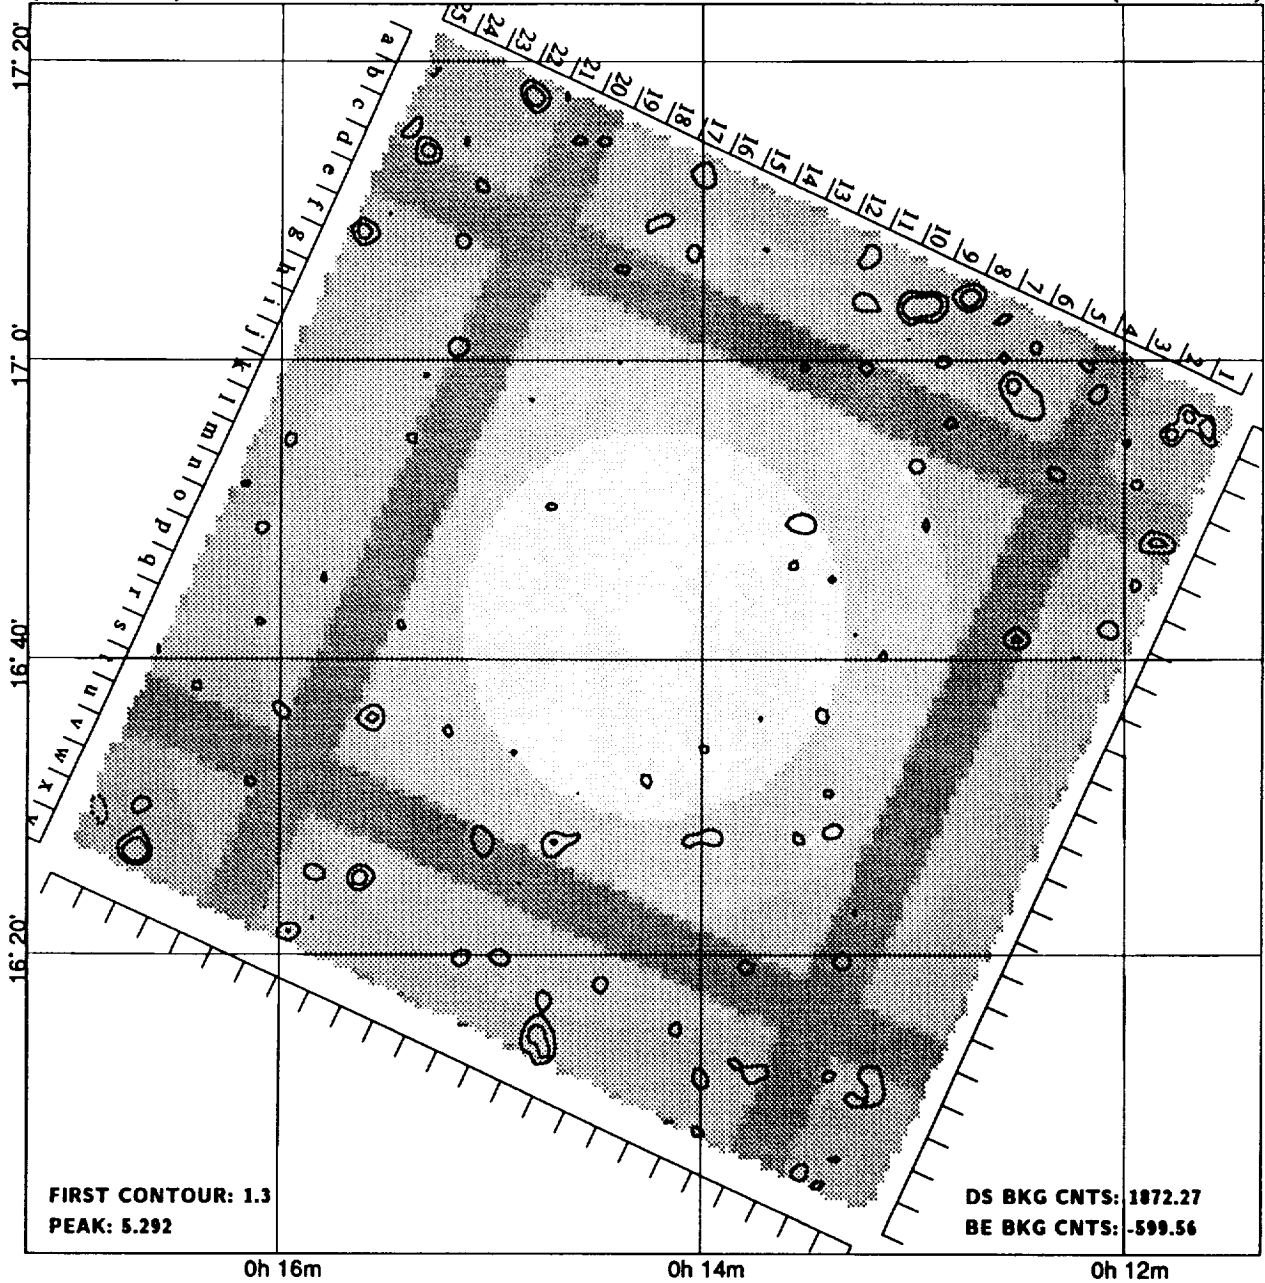 25 24 23 22 21 20 19 18 17 16 15 14 13 12 11 10 9 8 7 6 5 4 3 2 1
a b c d e f g h i j k l m n o p q r s t u v w x y
17° 20'
17° 0'
16° 40'
16° 20'
FIRST CONTOUR: 1.3
PEAK: 5.292
DS BKG CNTS: 1872.27
BE BKG CNTS: -599.56
0h 16m 0h 14m 0h 12m